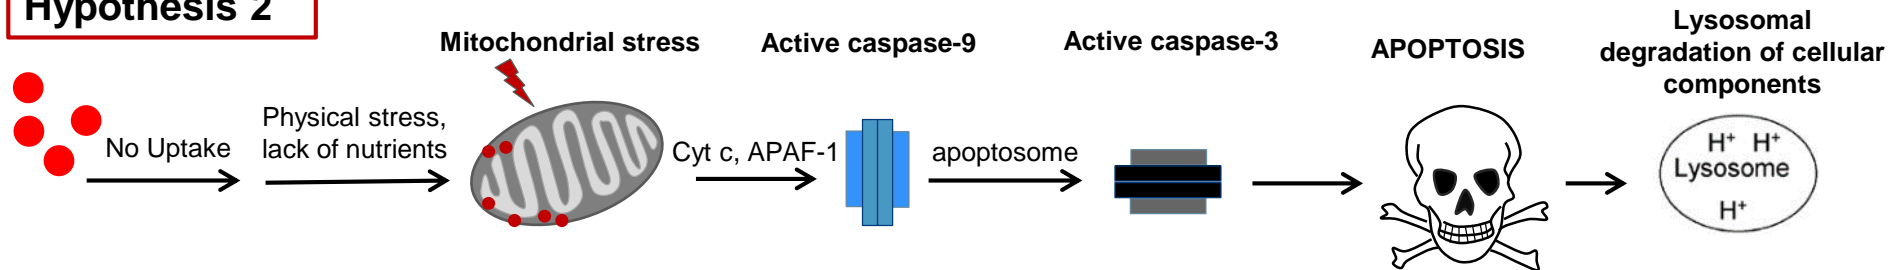 Hypothesis 2
Mitochondrial stress
Active caspase-9
Active caspase-3
APOPTOSIS
Lysosomal
degradation of cellular
components
No Uptake
Physical stress,
lack of nutrients
Cyt c, APAF-1
apoptosome
H+ H+
Lysosome
H+